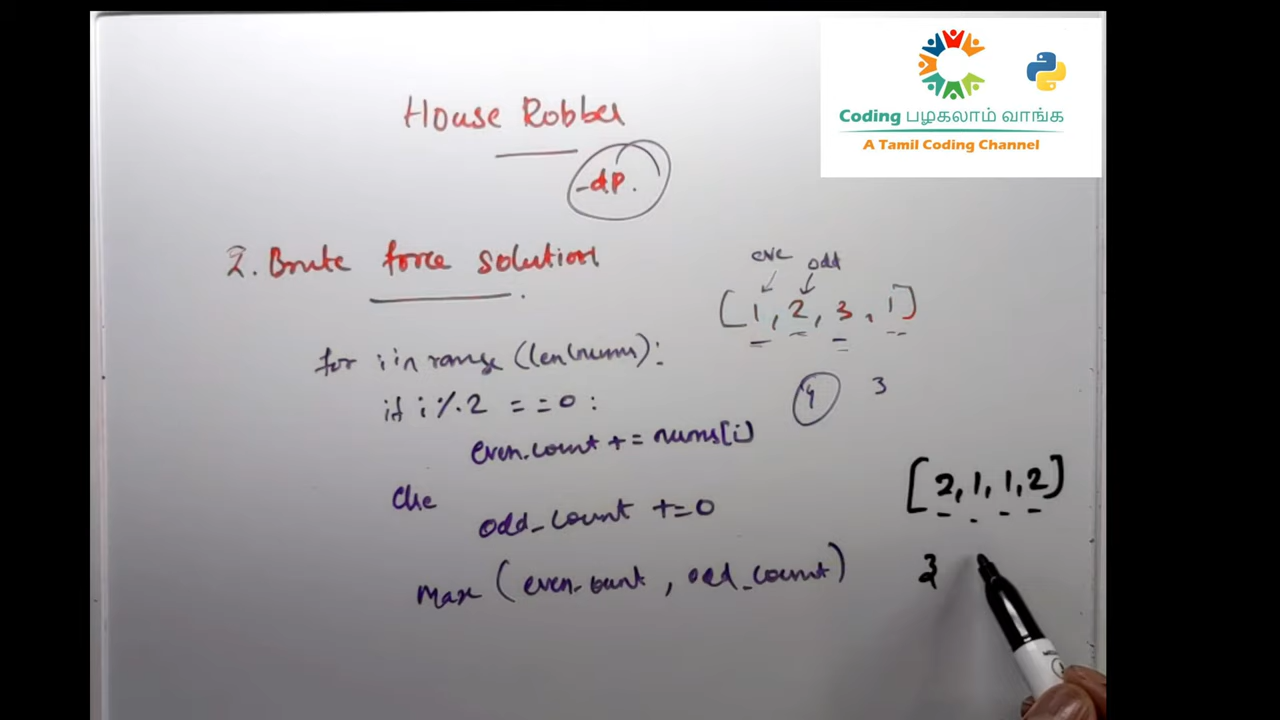 House Robber
- dp.
2. Brute force solution
for i in range (len(nums):
if i % 2 = = 0 :
even_count + = nums[i]
else
odd_count += 0
max (even_count , odd_count)
eve odd
[1, 2, 3, 1]
4 3
[2, 1, 1, 2]
3
Coding பழகலாம் வாங்க
A Tamil Coding Channel